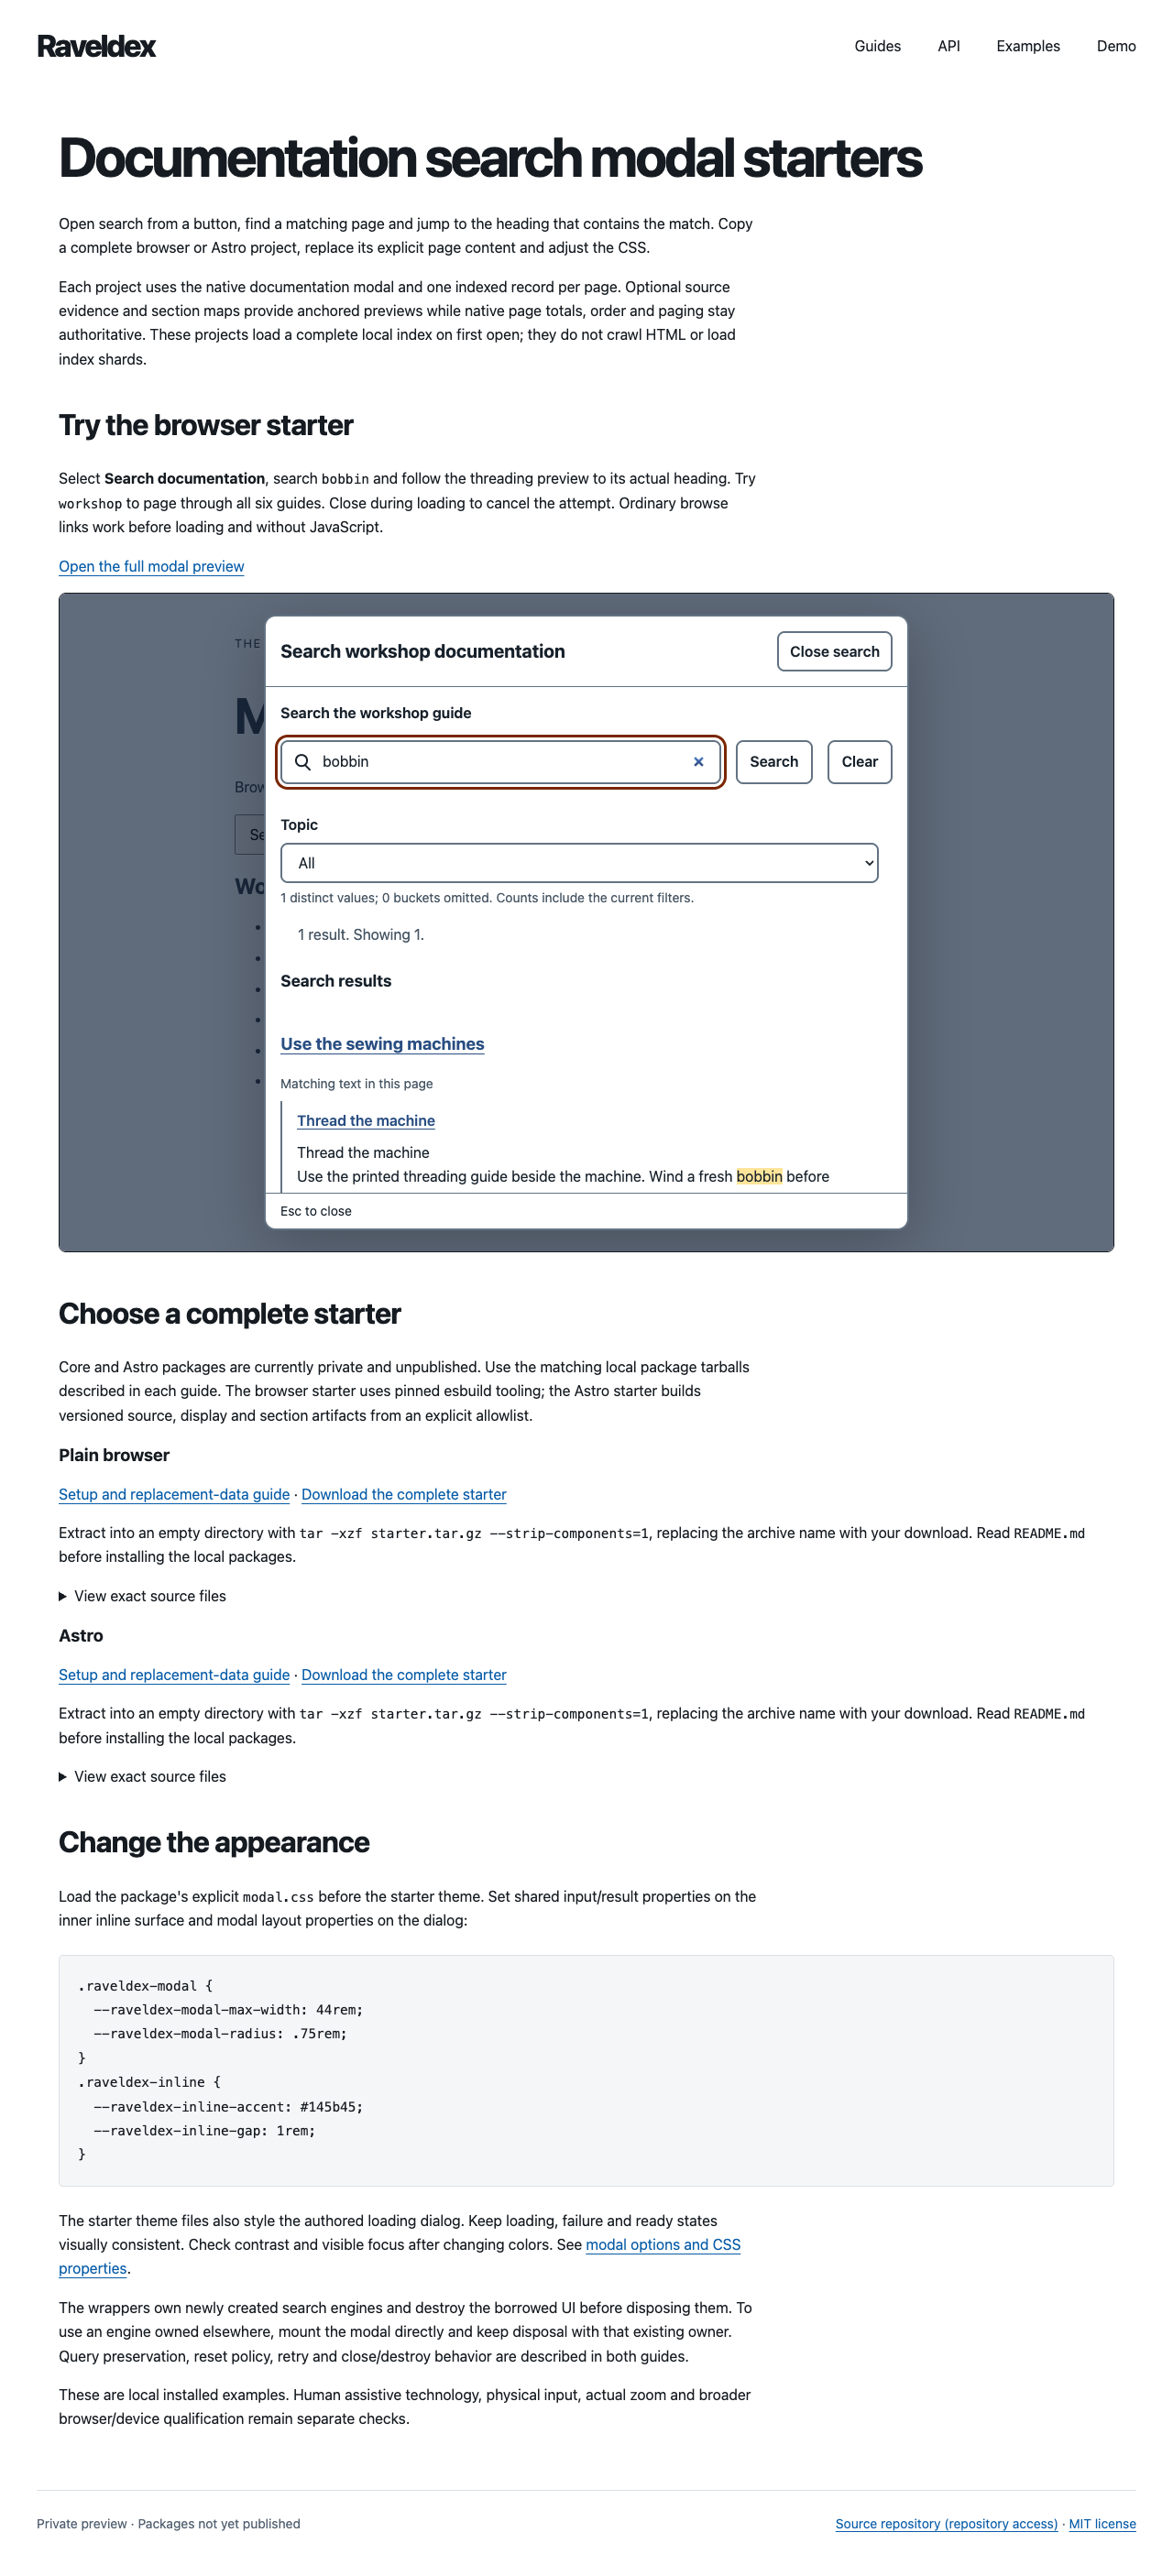 Raveldex
Guides API Examples Demo
Documentation search modal starters
Open search from a button, find a matching page and jump to the heading that contains the match. Copy
a complete browser or Astro project, replace its explicit page content and adjust the CSS.
Each project uses the native documentation modal and one indexed record per page. Optional source
evidence and section maps provide anchored previews while native page totals, order and paging stay
authoritative. These projects load a complete local index on first open; they do not crawl HTML or load
index shards.
Try the browser starter
Select Search documentation, search bobbin and follow the threading preview to its actual heading. Try
workshop to page through all six guides. Close during loading to cancel the attempt. Ordinary browse
links work before loading and without JavaScript.
Open the full modal preview
THE
M
Brow
Se
Wo
Search workshop documentation
Close search
Search the workshop guide
bobbin
Search
Clear
Topic
All
1 distinct values; 0 buckets omitted. Counts include the current filters.
1 result. Showing 1.
Search results
Use the sewing machines
Matching text in this page
Thread the machine
Thread the machine
Use the printed threading guide beside the machine. Wind a fresh bobbin before
Esc to close
Choose a complete starter
Core and Astro packages are currently private and unpublished. Use the matching local package tarballs
described in each guide. The browser starter uses pinned esbuild tooling; the Astro starter builds
versioned source, display and section artifacts from an explicit allowlist.
Plain browser
Setup and replacement-data guide · Download the complete starter
Extract into an empty directory with tar -xzf starter.tar.gz --strip-components=1, replacing the archive name with your download. Read README.md
before installing the local packages.
View exact source files
Astro
Setup and replacement-data guide · Download the complete starter
Extract into an empty directory with tar -xzf starter.tar.gz --strip-components=1, replacing the archive name with your download. Read README.md
before installing the local packages.
View exact source files
Change the appearance
Load the package's explicit modal.css before the starter theme. Set shared input/result properties on the
inner inline surface and modal layout properties on the dialog:
.raveldex-modal {
  --raveldex-modal-max-width: 44rem;
  --raveldex-modal-radius: .75rem;
}
.raveldex-inline {
  --raveldex-inline-accent: #145b45;
  --raveldex-inline-gap: 1rem;
}
The starter theme files also style the authored loading dialog. Keep loading, failure and ready states
visually consistent. Check contrast and visible focus after changing colors. See modal options and CSS
properties.
The wrappers own newly created search engines and destroy the borrowed UI before disposing them. To
use an engine owned elsewhere, mount the modal directly and keep disposal with that existing owner.
Query preservation, reset policy, retry and close/destroy behavior are described in both guides.
These are local installed examples. Human assistive technology, physical input, actual zoom and broader
browser/device qualification remain separate checks.
Private preview · Packages not yet published
Source repository (repository access) · MIT license